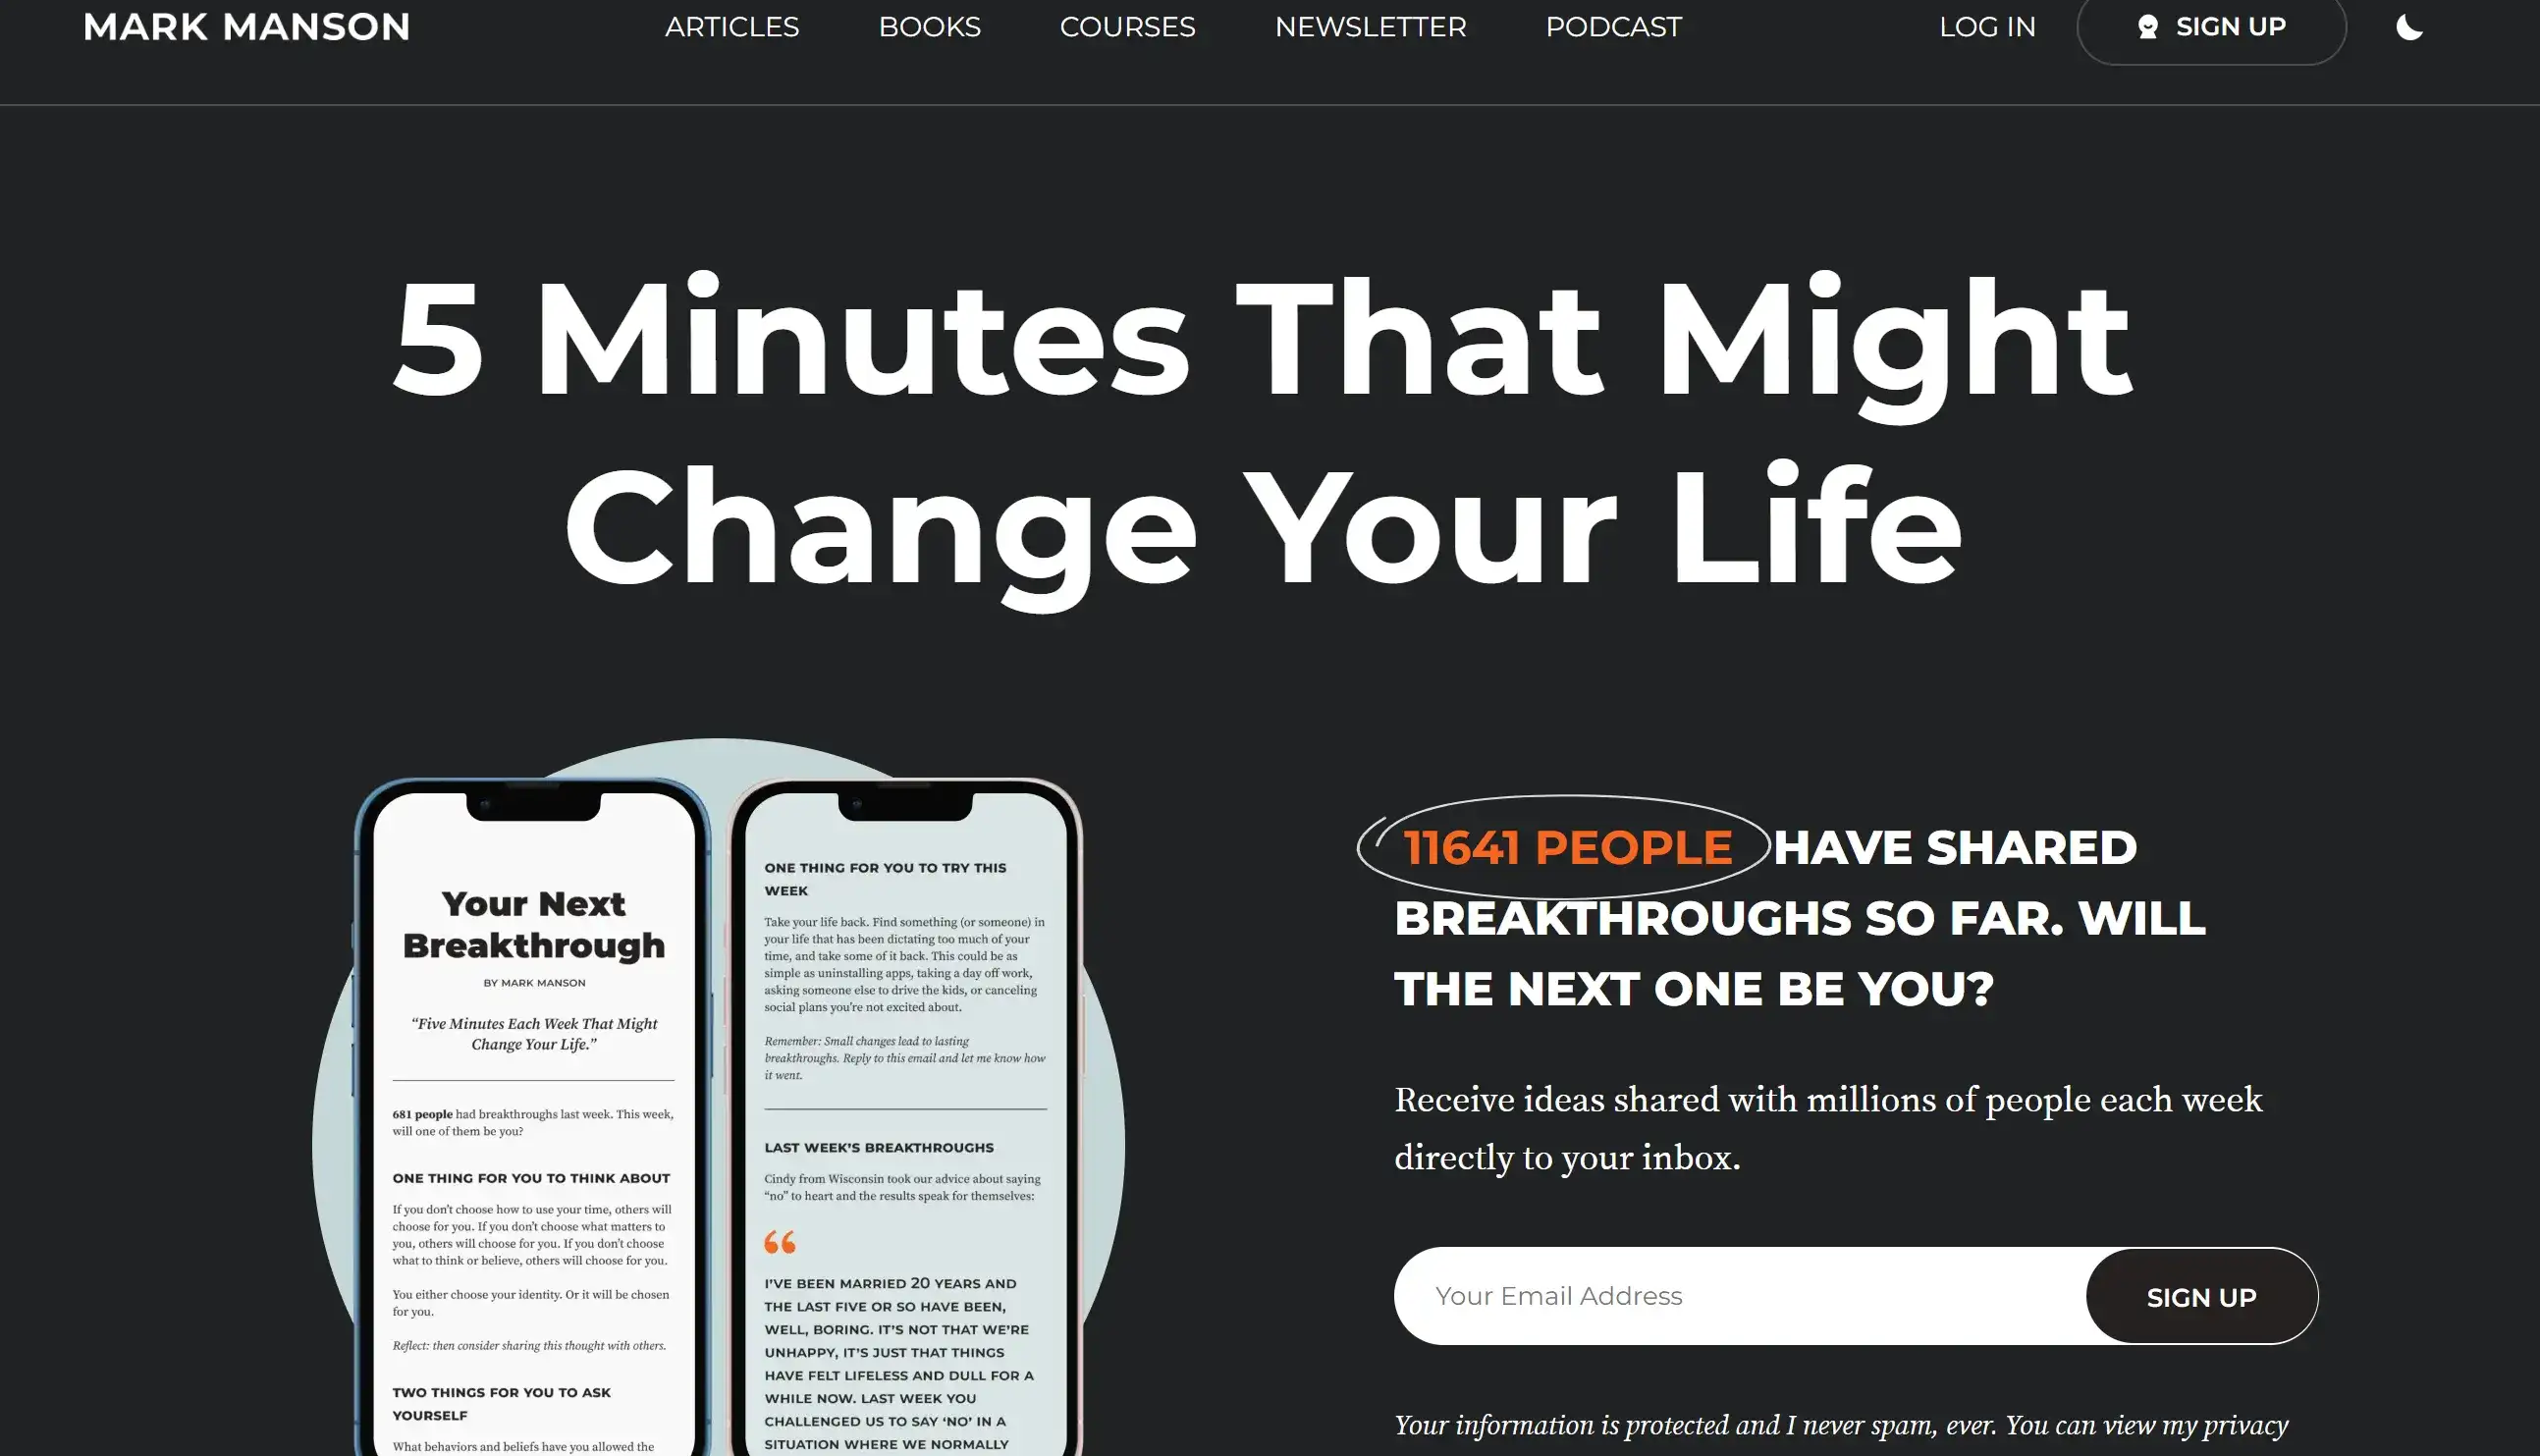 MARK MANSON
ARTICLES
BOOKS
COURSES
NEWSLETTER
PODCAST
LOG IN
SIGN UP
5 Minutes That Might
Change Your Life
Your Next
Breakthrough
BY MARK MANSON
“Five Minutes Each Week That Might
Change Your Life.”
681 people had breakthroughs last week. This week,
will one of them be you?
ONE THING FOR YOU TO THINK ABOUT
If you don’t choose how to use your time, others will
choose for you. If you don’t choose what matters to
you, others will choose for you. If you don’t choose
what to think or believe, others will choose for you.
You either choose your identity. Or it will be chosen
for you.
Reflect: then consider sharing this thought with others.
TWO THINGS FOR YOU TO ASK
YOURSELF
What behaviors and beliefs have you allowed the
ONE THING FOR YOU TO TRY THIS
WEEK
Take your life back. Find something (or someone) in
your life that has been dictating too much of your
time, and take some of it back. This could be as
simple as uninstalling apps, taking a day off work,
asking someone else to drive the kids, or canceling
social plans you’re not excited about.
Remember: Small changes lead to lasting
breakthroughs. Reply to this email and let me know how
it went.
LAST WEEK’S BREAKTHROUGHS
Cindy from Wisconsin took our advice about saying
“no” to heart and the results speak for themselves:
“
I’VE BEEN MARRIED 20 YEARS AND
THE LAST FIVE OR SO HAVE BEEN,
WELL, BORING. IT’S NOT THAT WE’RE
UNHAPPY, IT’S JUST THAT THINGS
HAVE FELT LIFELESS AND DULL FOR A
WHILE NOW. LAST WEEK YOU
CHALLENGED US TO SAY ‘NO’ IN A
SITUATION WHERE WE NORMALLY
11641 PEOPLE HAVE SHARED
BREAKTHROUGHS SO FAR. WILL
THE NEXT ONE BE YOU?
Receive ideas shared with millions of people each week
directly to your inbox.
Your Email Address
SIGN UP
Your information is protected and I never spam, ever. You can view my privacy